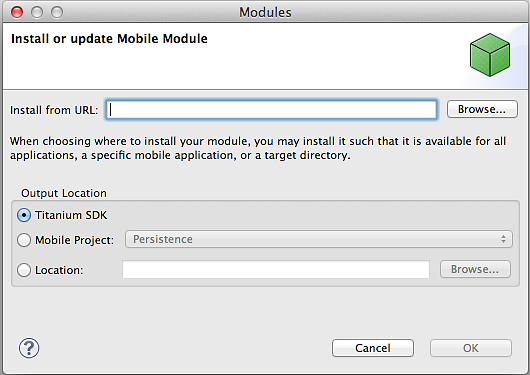 Modules
Install or update Mobile Module
Install from URL:
Browse...
When choosing where to install your module, you may install it such that it is available for all
applications, a specific mobile application, or a target directory.
Output Location
Titanium SDK
Mobile Project:
Persistence
Location:
Browse...
?
Cancel
OK